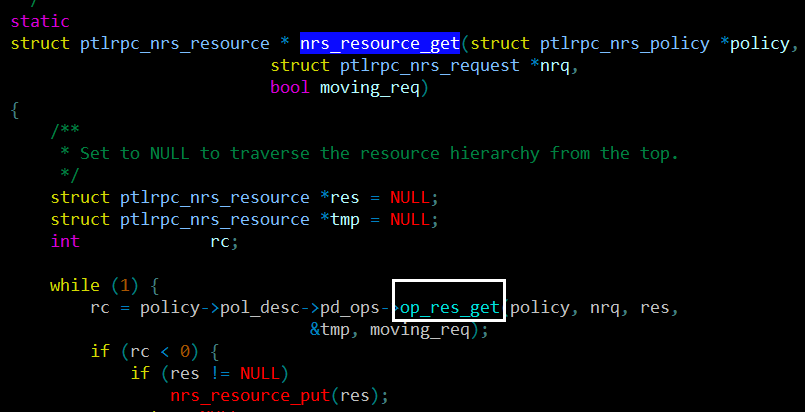 static
struct ptlrpc_nrs_resource * nrs_resource_get(struct ptlrpc_nrs_policy *policy,
struct ptlrpc_nrs_request *nrq,
bool moving_req)
{
/**
* Set to NULL to traverse the resource hierarchy from the top.
*/
struct ptlrpc_nrs_resource *res = NULL;
struct ptlrpc_nrs_resource *tmp = NULL;
int rc;
while (1) {
rc = policy->pol_desc->pd_ops->op_res_get(policy, nrq, res,
&tmp, moving_req);
if (rc < 0) {
if (res != NULL)
nrs_resource_put(res);